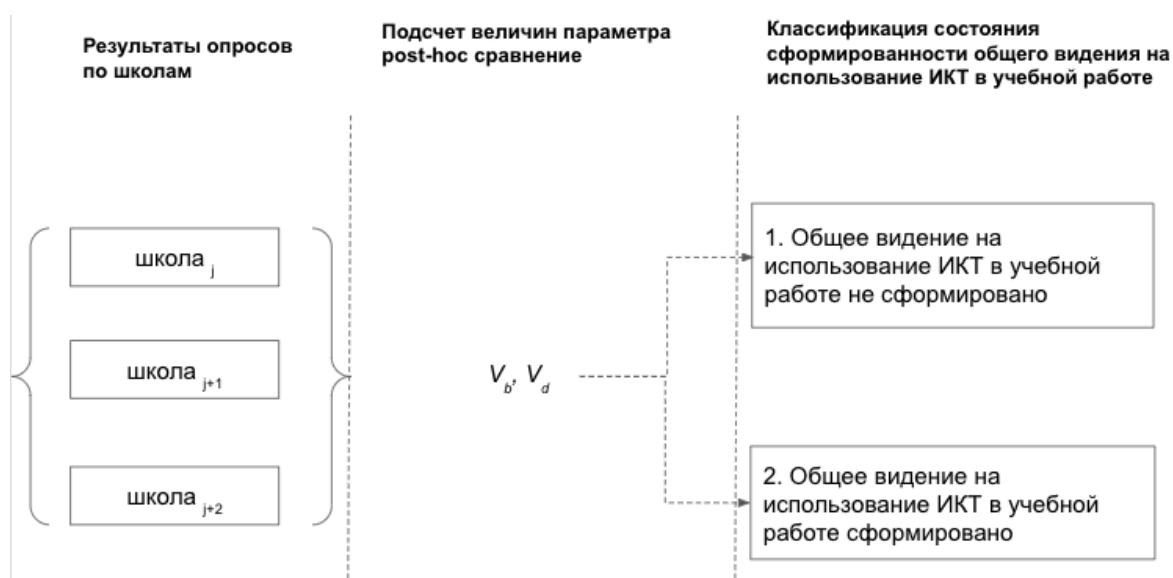 Результаты опросов
по школам
Подсчет величин параметра
post-hoc сравнение
Классификация состояния
сформированности общего видения на
использование ИКТ в учебной работе
школа j
школа j+1
школа j+2
V b, V d
1. Общее видение на
использование ИКТ в учебной
работе не сформировано
2. Общее видение на
использование ИКТ в учебной
работе сформировано